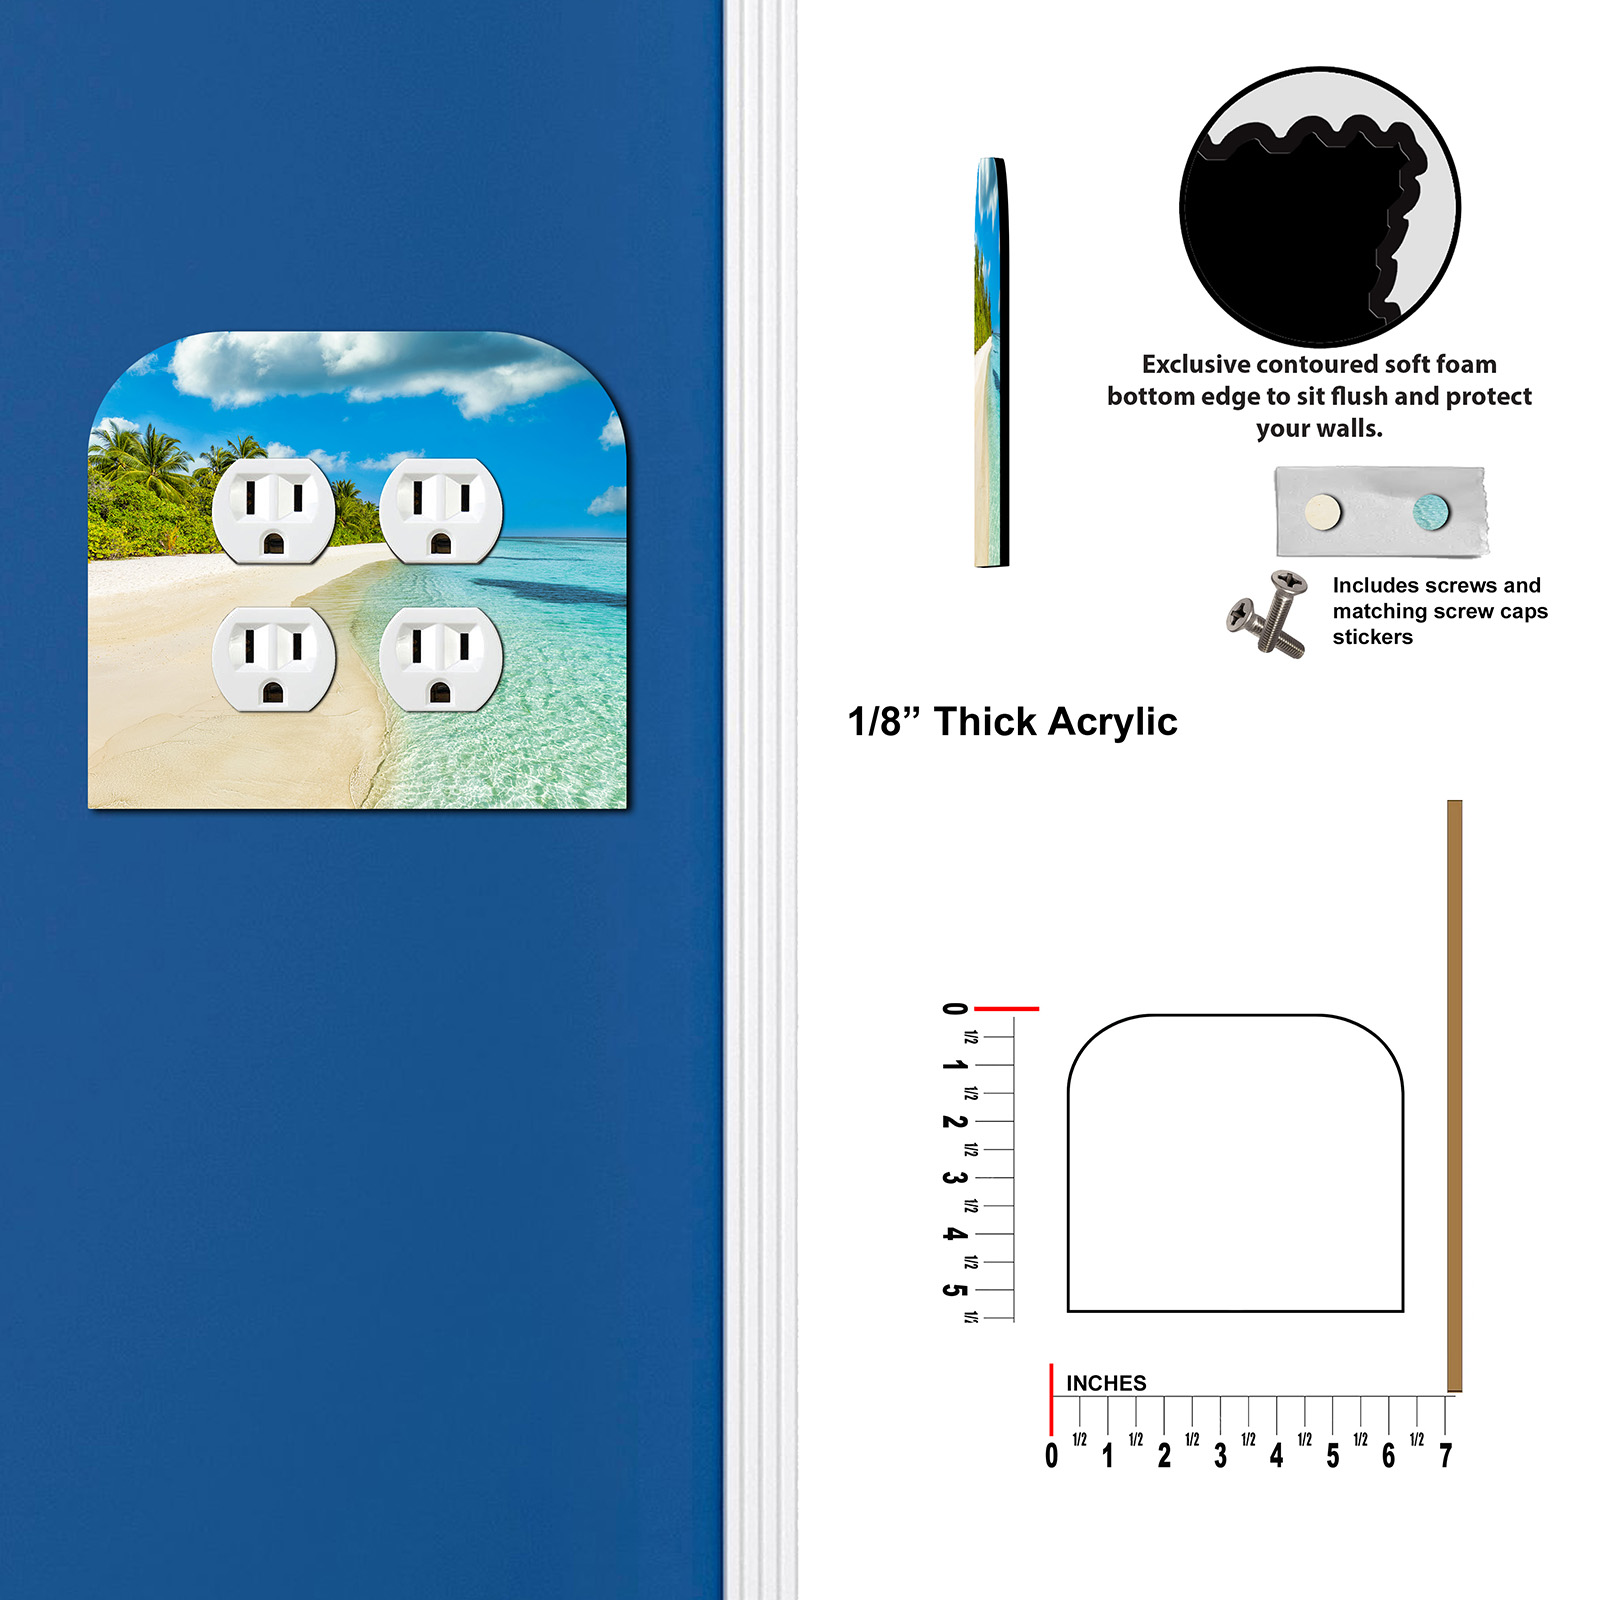 Exclusive contoured soft foam
bottom edge to sit flush and protect
your walls.
Includes screws and
matching screw caps
stickers
1/8” Thick Acrylic
0
1/2
1
1/2
2
1/2
3
1/2
4
1/2
5
1/2
INCHES
0 1/2 1 1/2 2 1/2 3 1/2 4 1/2 5 1/2 6 1/2 7